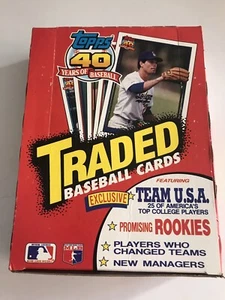 TOPPS
40
YEARS OF BASEBALL
TRADED
BASEBALL CARDS
EXCLUSIVE
FEATURING
TEAM U.S.A.
25 OF AMERICA'S
TOP COLLEGE PLAYERS
★ PROMISING ROOKIES
★ PLAYERS WHO
CHANGED TEAMS
★ NEW MANAGERS